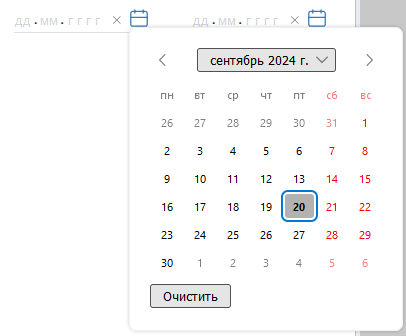 дд.мм.гггг × дд.мм.гггг ×
сентябрь 2024 г.
пн вт ср чт пт сб вс
26 27 28 29 30 31 1
2 3 4 5 6 7 8
9 10 11 12 13 14 15
16 17 18 19 20 21 22
23 24 25 26 27 28 29
30 1 2 3 4 5 6
Очистить